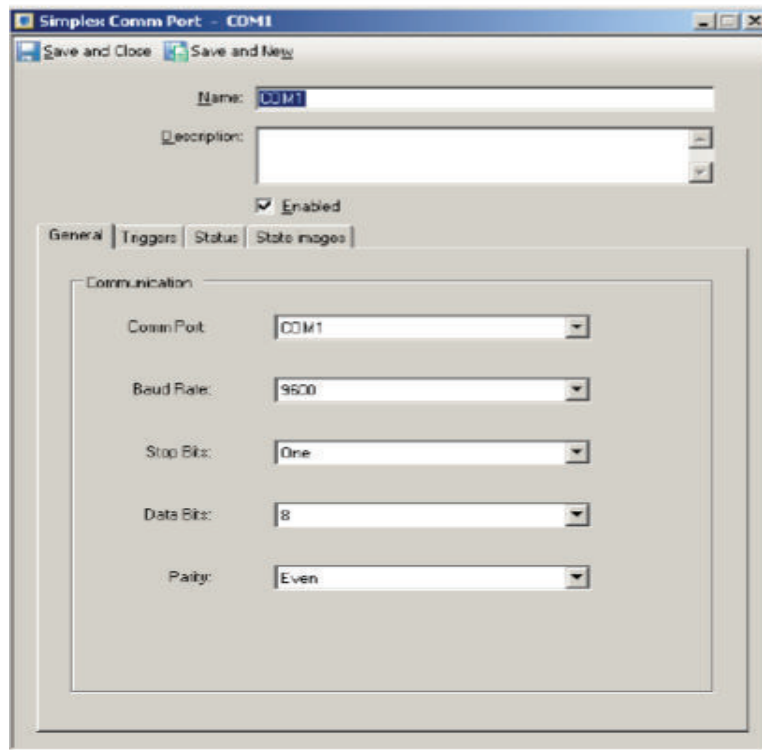 Simplex Comm Port - COM1
Save and Close Save and New
Name: COM1
Description:
Enabled
General Triggers Status State images
Communication
Comm Port COM1
Baud Rate: 9600
Stop Bits: One
Data Bits: 8
Parity: Even